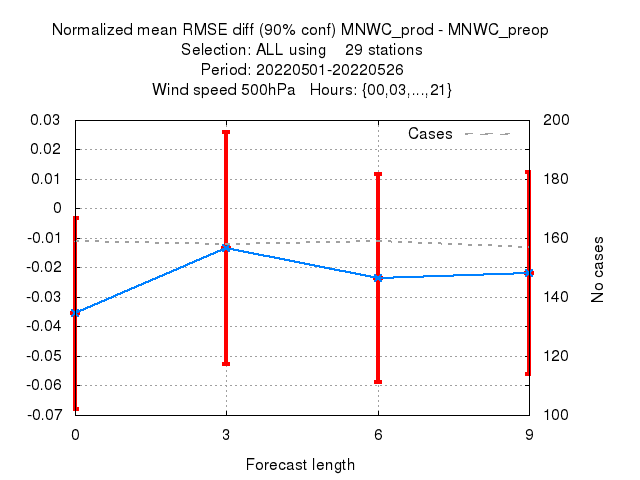 Normalized mean RMSE diff (90% conf) MNWC_prod - MNWC_preop
Selection: ALL using    29 stations
Period: 20220501-20220526
Wind speed 500hPa   Hours: {00,03,...,21}
0.03
0.02
0.01
0
-0.01
-0.02
-0.03
-0.04
-0.05
-0.06
-0.07
Cases
200
180
160
140
120
100
No cases
0 3 6 9
Forecast length